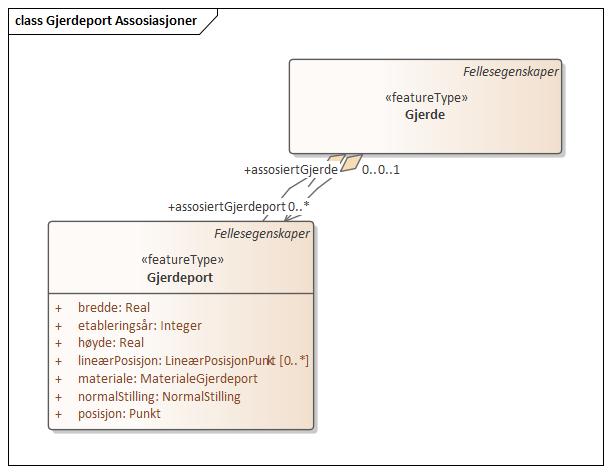 class Gjerdeport Assosiasjoner
Fellesegenskaper
«featureType»
Gjerde
+assosiertGjerde 0..0..1
+assosiertGjerdeport 0..*
Fellesegenskaper
«featureType»
Gjerdeport
+ bredde: Real
+ etableringsår: Integer
+ høyde: Real
+ lineærPosisjon: LineærPosisjonPunkt [0..*]
+ materiale: MaterialeGjerdeport
+ normalStilling: NormalStilling
+ posisjon: Punkt